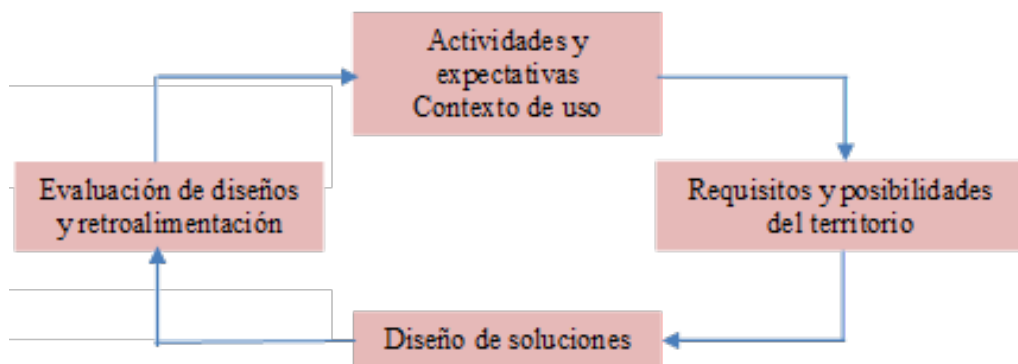 Actividades y
expectativas
Contexto de uso
Evaluación de diseños
y retroalimentación
Requisitos y posibilidades
del territorio
Diseño de soluciones